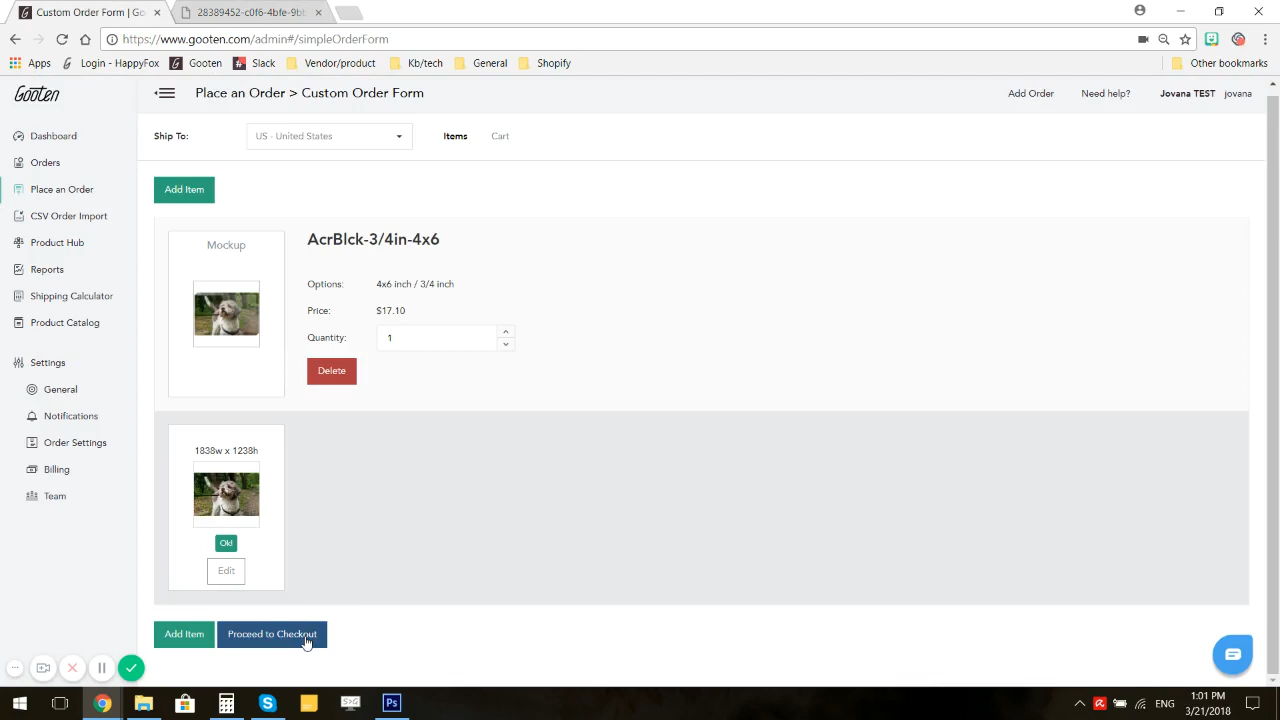 Custom Order Form | Go
28389452-c0f6-4bfe-9bt
https://www.gooten.com/admin#/simpleOrderForm
Apps Login - HappyFox Gooten Slack Vendor/product Kb/tech General Shopify Other bookmarks
Gooten
Place an Order > Custom Order Form
Add Order Need help? Jovana TEST jovana
Ship To: US - United States Items Cart
Dashboard
Orders
Place an Order
CSV Order Import
Product Hub
Reports
Shipping Calculator
Product Catalog
Settings
General
Notifications
Order Settings
Billing
Team
Add Item
Mockup
AcrBlck-3/4in-4x6
Options: 4x6 inch / 3/4 inch
Price: $17.10
Quantity: 1
Delete
1838w x 1238h
Ok!
Edit
Add Item Proceed to Checkout
Ps
ENG
1:01 PM
3/21/2018